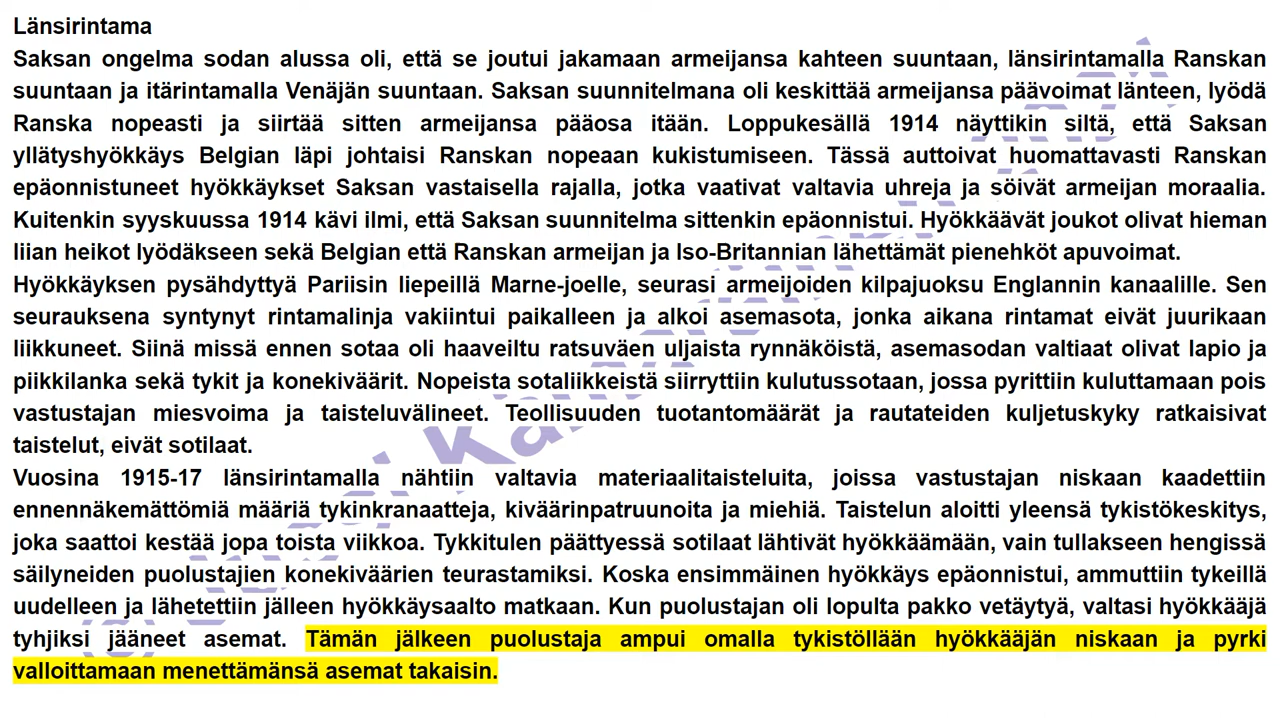 Länsirintama
Saksan ongelma sodan alussa oli, että se joutui jakamaan armeijansa kahteen suuntaan, länsirintamalla Ranskan
suuntaan ja itärintamalla Venäjän suuntaan. Saksan suunnitelmana oli keskittää armeijansa päävoimat länteen, lyödä
Ranska nopeasti ja siirtää sitten armeijansa pääosa itään. Loppukesällä 1914 näyttikin siltä, että Saksan
yllätyshyökkäys Belgian läpi johtaisi Ranskan nopeaan kukistumiseen. Tässä auttoivat huomattavasti Ranskan
epäonnistuneet hyökkäykset Saksan vastaisella rajalla, jotka vaativat valtavia uhreja ja söivät armeijan moraalia.
Kuitenkin syyskuussa 1914 kävi ilmi, että Saksan suunnitelma sittenkin epäonnistui. Hyökkäävät joukot olivat hieman
liian heikot lyödäkseen sekä Belgian että Ranskan armeijan ja Iso-Britannian lähettämät pienehköt apuvoimat.
Hyökkäyksen pysähdyttyä Pariisin liepeillä Marne-joelle, seurasi armeijoiden kilpajuoksu Englannin kanaalille. Sen
seurauksena syntynyt rintamalinja vakiintui paikalleen ja alkoi asemasota, jonka aikana rintamat eivät juurikaan
liikkuneet. Siinä missä ennen sotaa oli haaveiltu ratsuväen uljaista rynnäköistä, asemasodan valtiaat olivat lapio ja
piikkilanka sekä tykit ja konekiväärit. Nopeista sotaliikkeistä siirryttiin kulutussotaan, jossa pyrittiin kuluttamaan pois
vastustajan miesvoima ja taisteluvälineet. Teollisuuden tuotantomäärät ja rautateiden kuljetuskyky ratkaisivat
taistelut, eivät sotilaat.
Vuosina 1915-17 länsirintamalla nähtiin valtavia materiaalitaisteluita, joissa vastustajan niskaan kaadettiin
ennennäkemättömiä määriä tykinkranaatteja, kiväärinpatruunoita ja miehiä. Taistelun aloitti yleensä tykistökeskitys,
joka saattoi kestää jopa toista viikkoa. Tykkitulen päättyessä sotilaat lähtivät hyökkäämään, vain tullakseen hengissä
säilyneiden puolustajien konekiväärien teurastamiksi. Koska ensimmäinen hyökkäys epäonnistui, ammuttiin tykeillä
uudelleen ja lähetettiin jälleen hyökkäysaalto matkaan. Kun puolustajan oli lopulta pakko vetäytyä, valtasi hyökkääjä
tyhjiksi jääneet asemat. Tämän jälkeen puolustaja ampui omalla tykistöllään hyökkääjän niskaan ja pyrki
valloittamaan menettämänsä asemat takaisin.